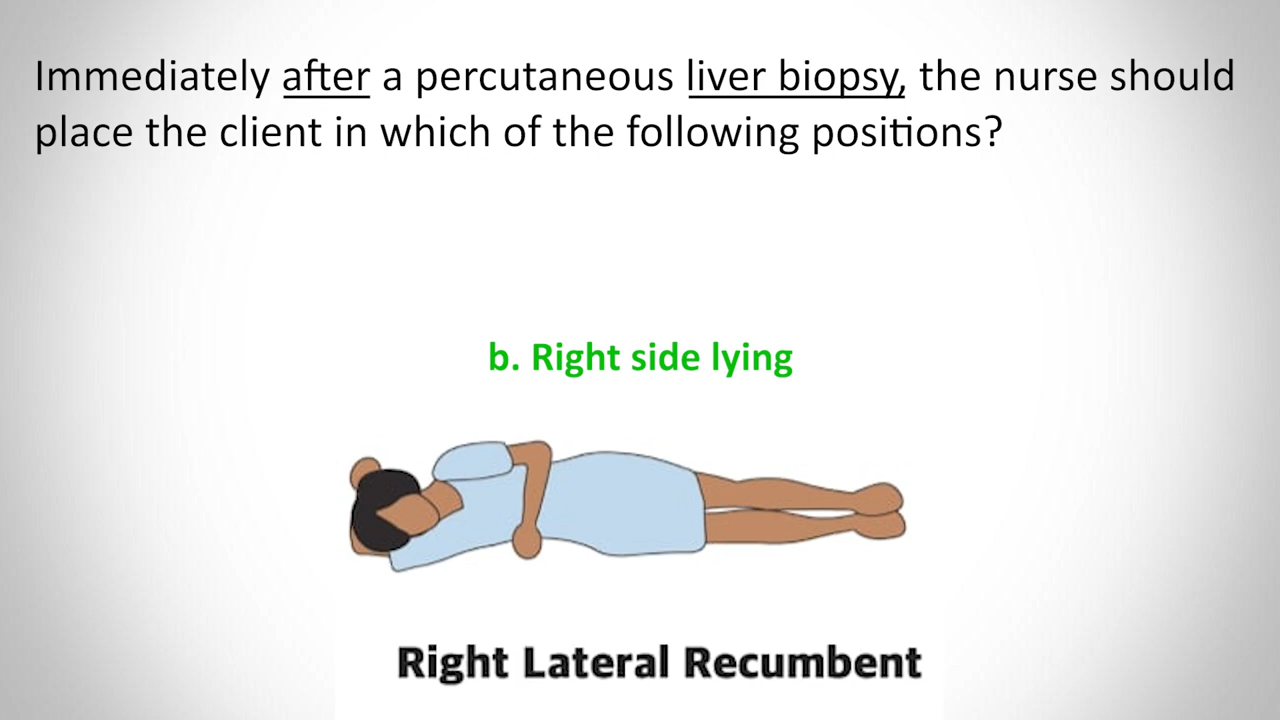 Immediately after a percutaneous liver biopsy, the nurse should
place the client in which of the following positions?
b. Right side lying
Right Lateral Recumbent